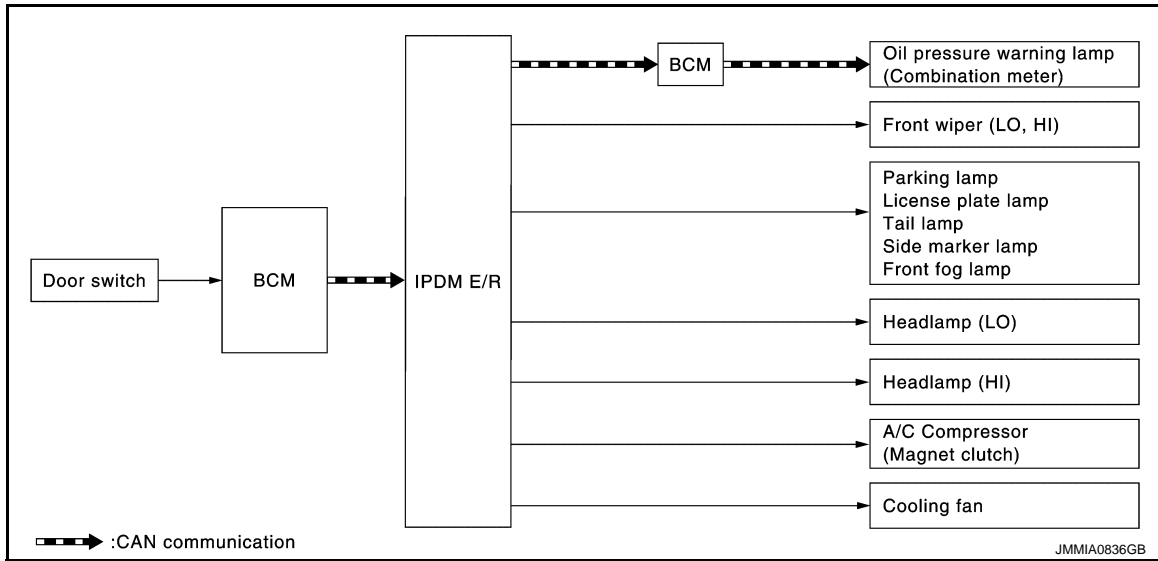 Door switch
BCM
IPDM E/R
BCM
Oil pressure warning lamp
(Combination meter)
Front wiper (LO, HI)
Parking lamp
License plate lamp
Tail lamp
Side marker lamp
Front fog lamp
Headlamp (LO)
Headlamp (HI)
A/C Compressor
(Magnet clutch)
Cooling fan
:CAN communication
JMMIA0836GB